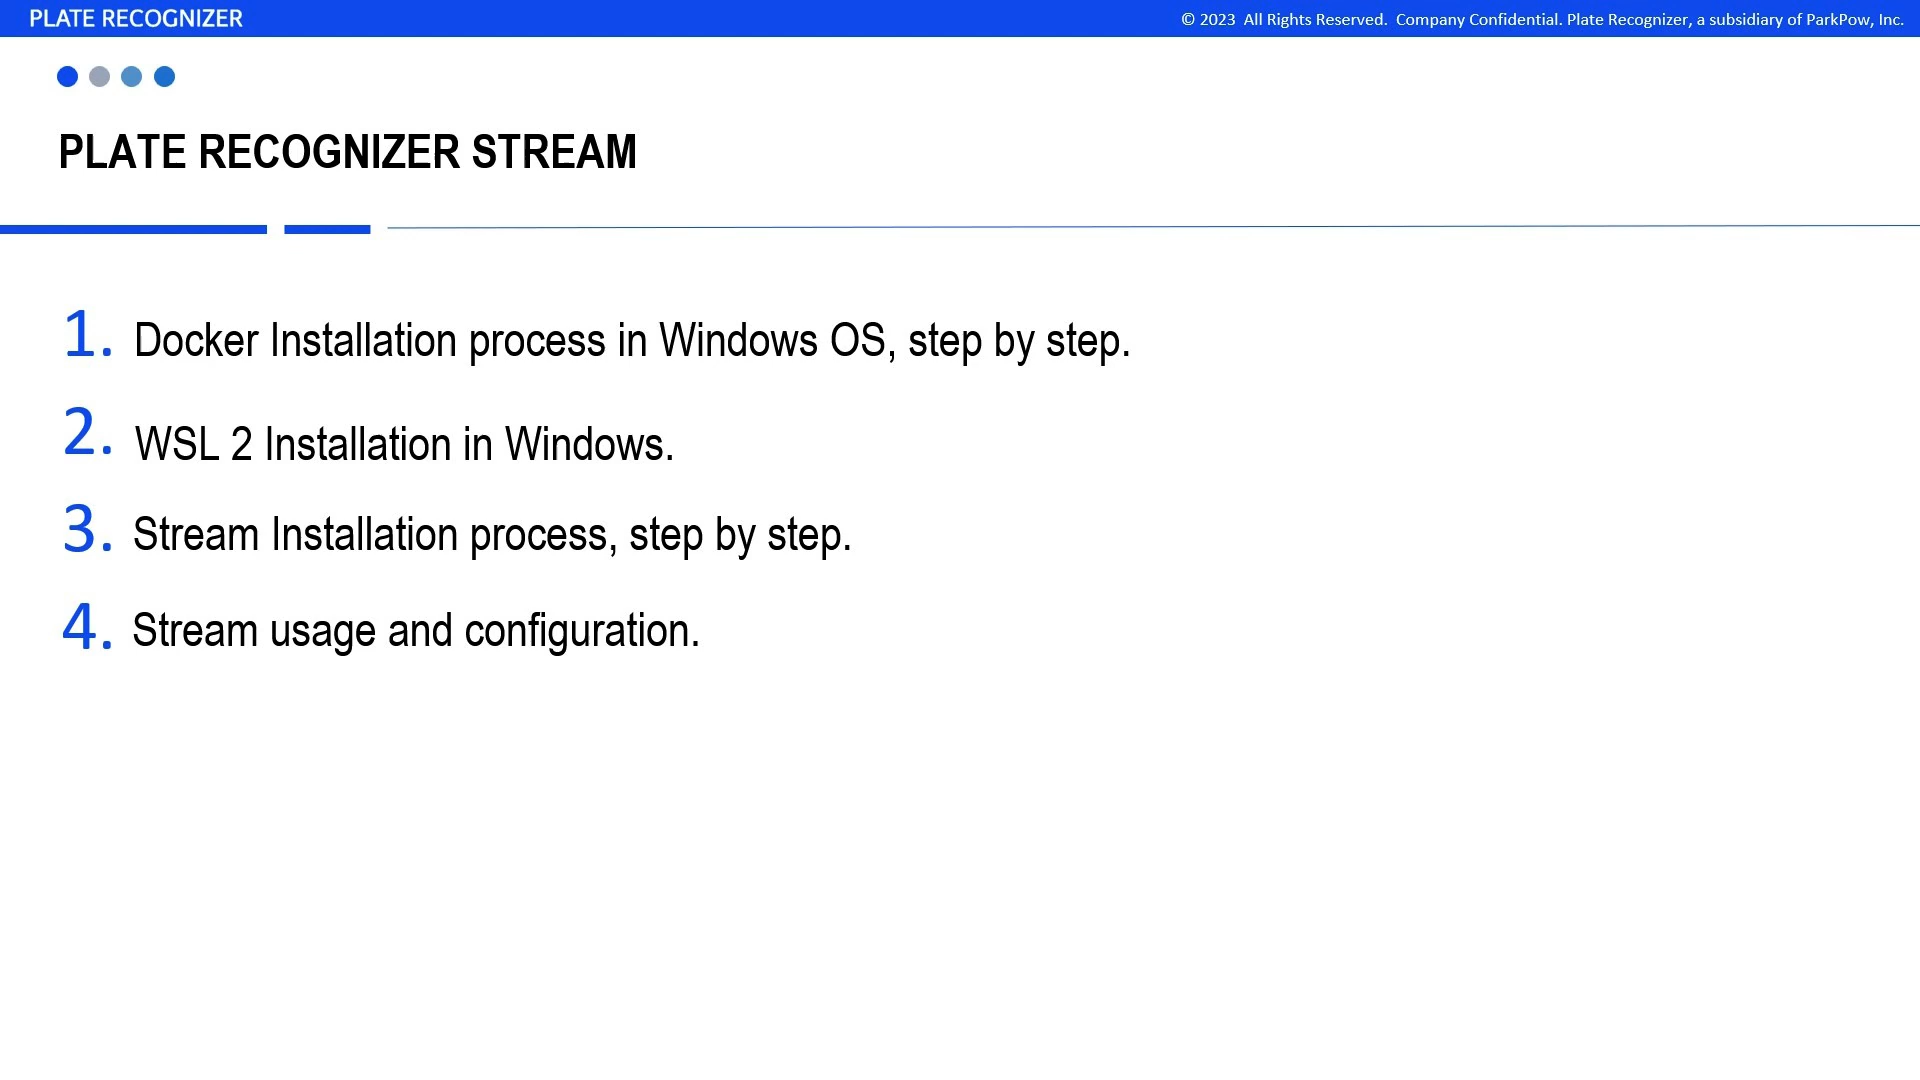 PLATE RECOGNIZER
© 2023 All Rights Reserved. Company Confidential. Plate Recognizer, a subsidiary of ParkPow, Inc.
PLATE RECOGNIZER STREAM
1. Docker Installation process in Windows OS, step by step.
2. WSL 2 Installation in Windows.
3. Stream Installation process, step by step.
4. Stream usage and configuration.